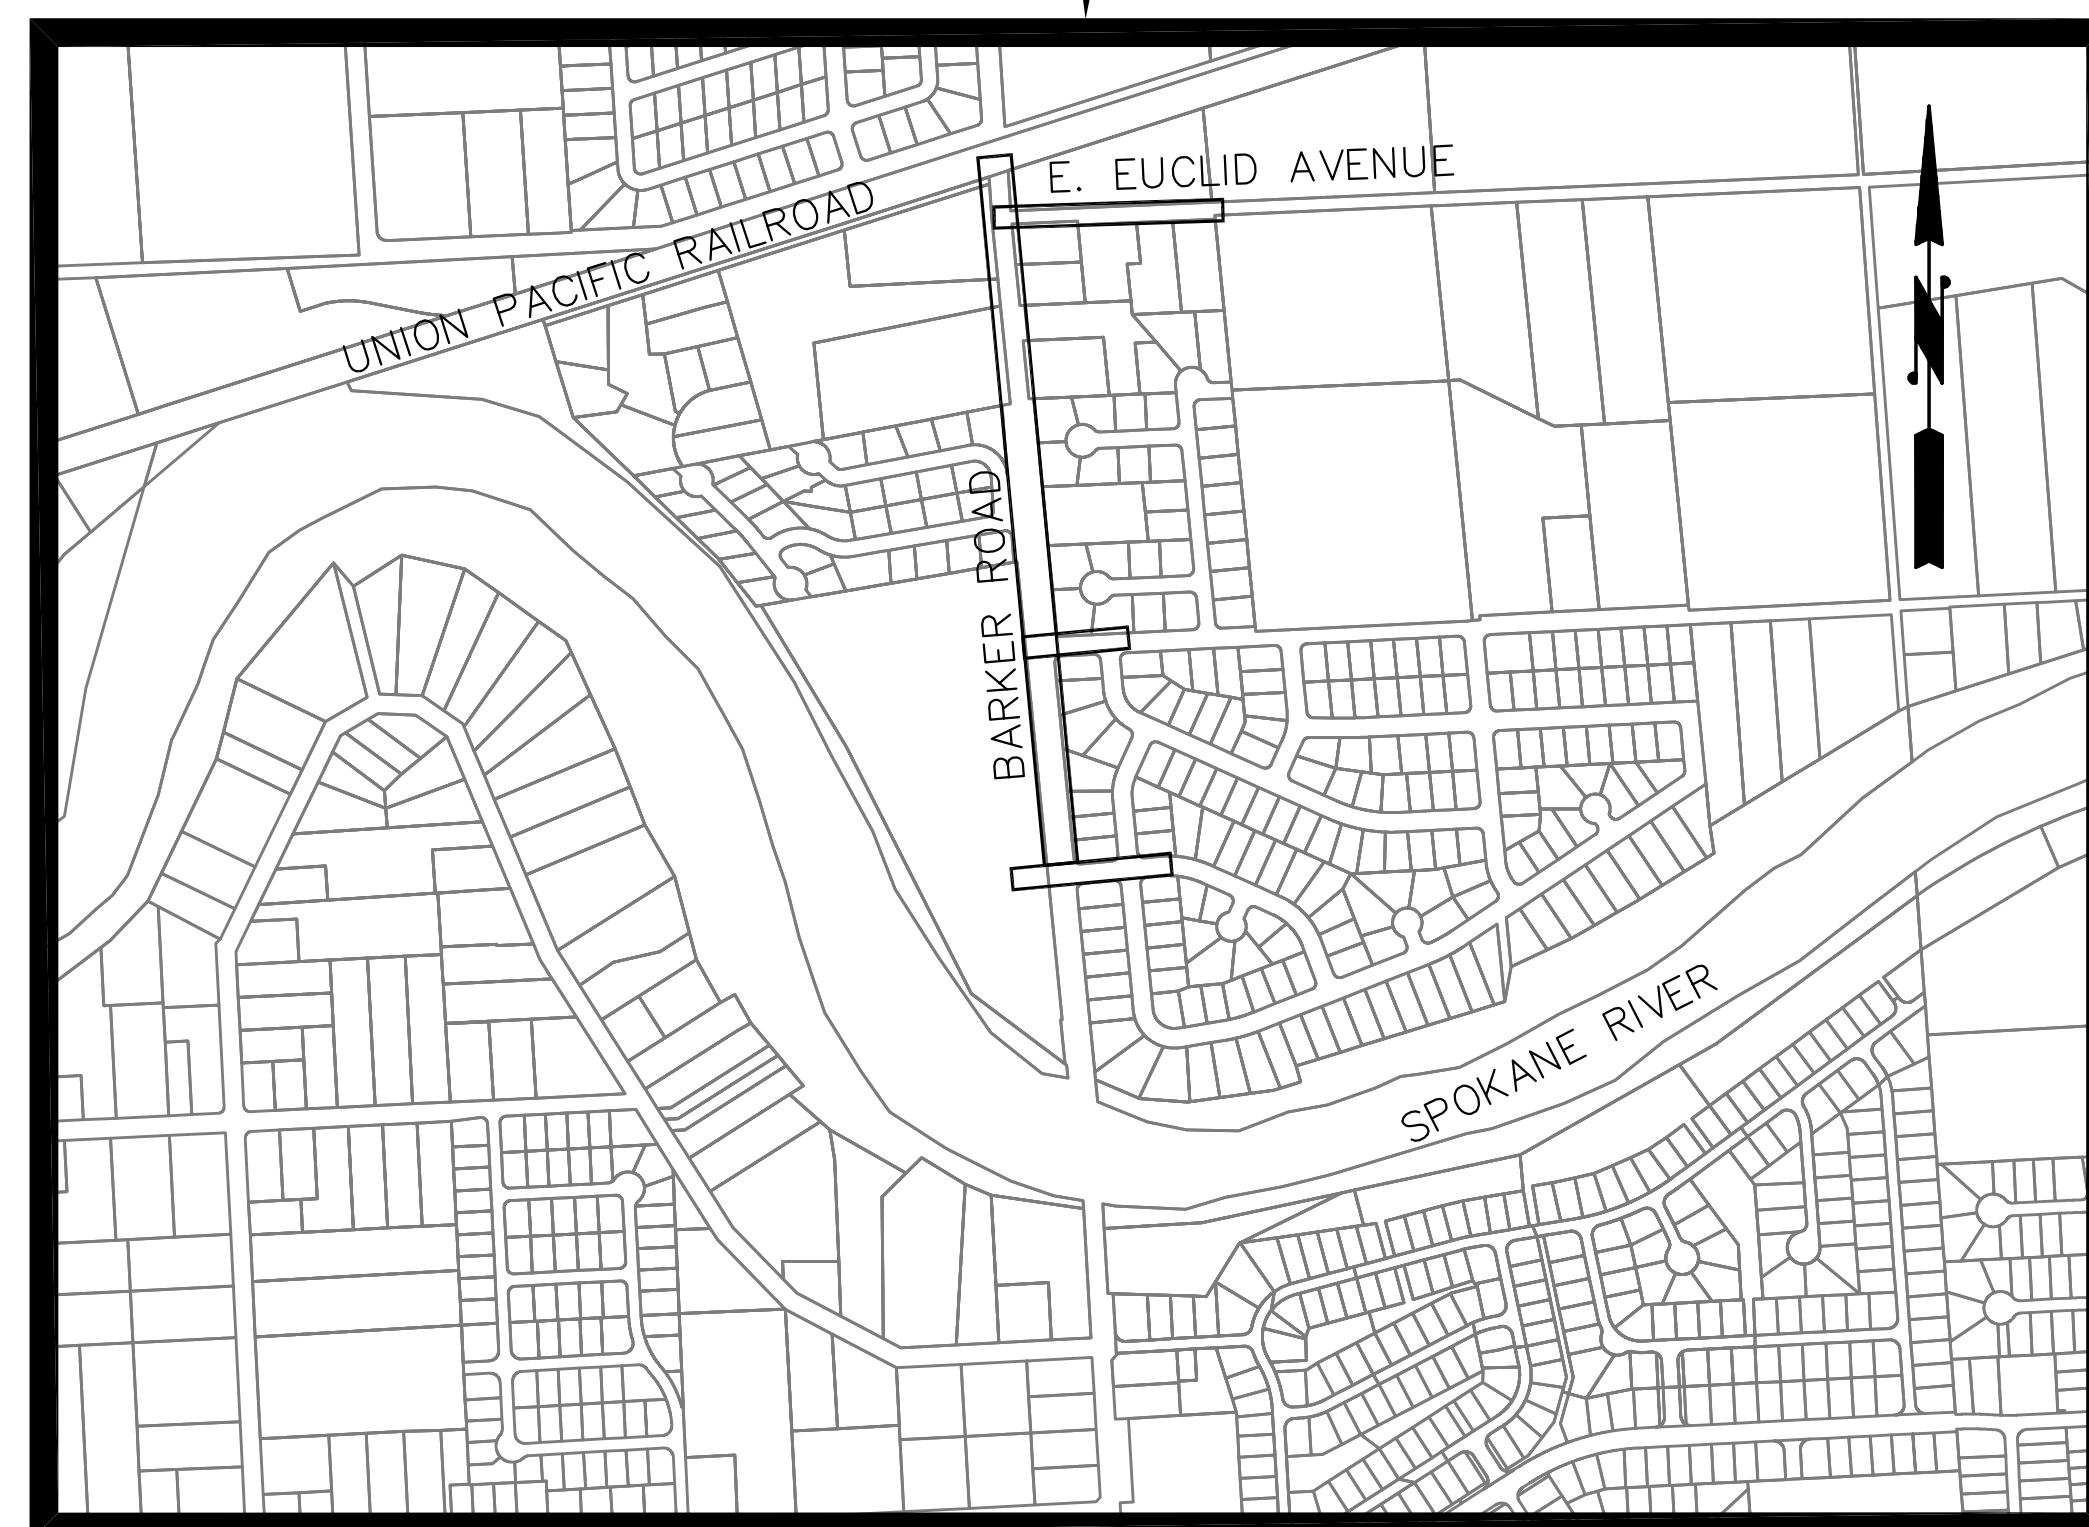 E. EUCLID AVENUE
UNION PACIFIC RAILROAD
BARKER ROAD
SPOKANE RIVER
N